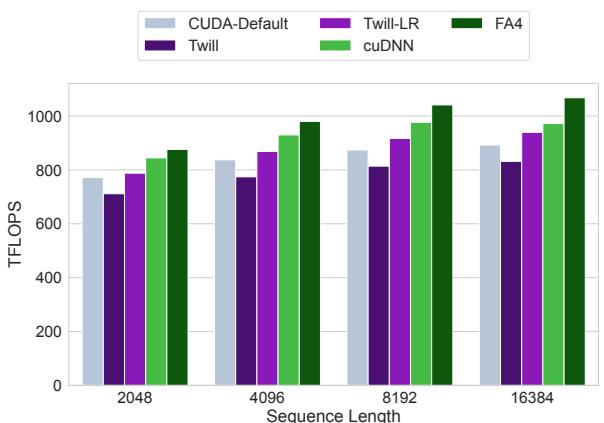 CUDA-Default Twill-LR FA4
Twill cuDNN
TFLOPS
1000
800
600
400
200
0
2048 4096 8192 16384
Sequence Length